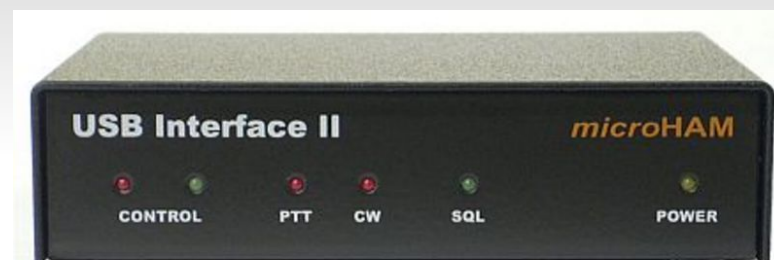 USB Interface II microHAM
CONTROL PTT CW SQL POWER